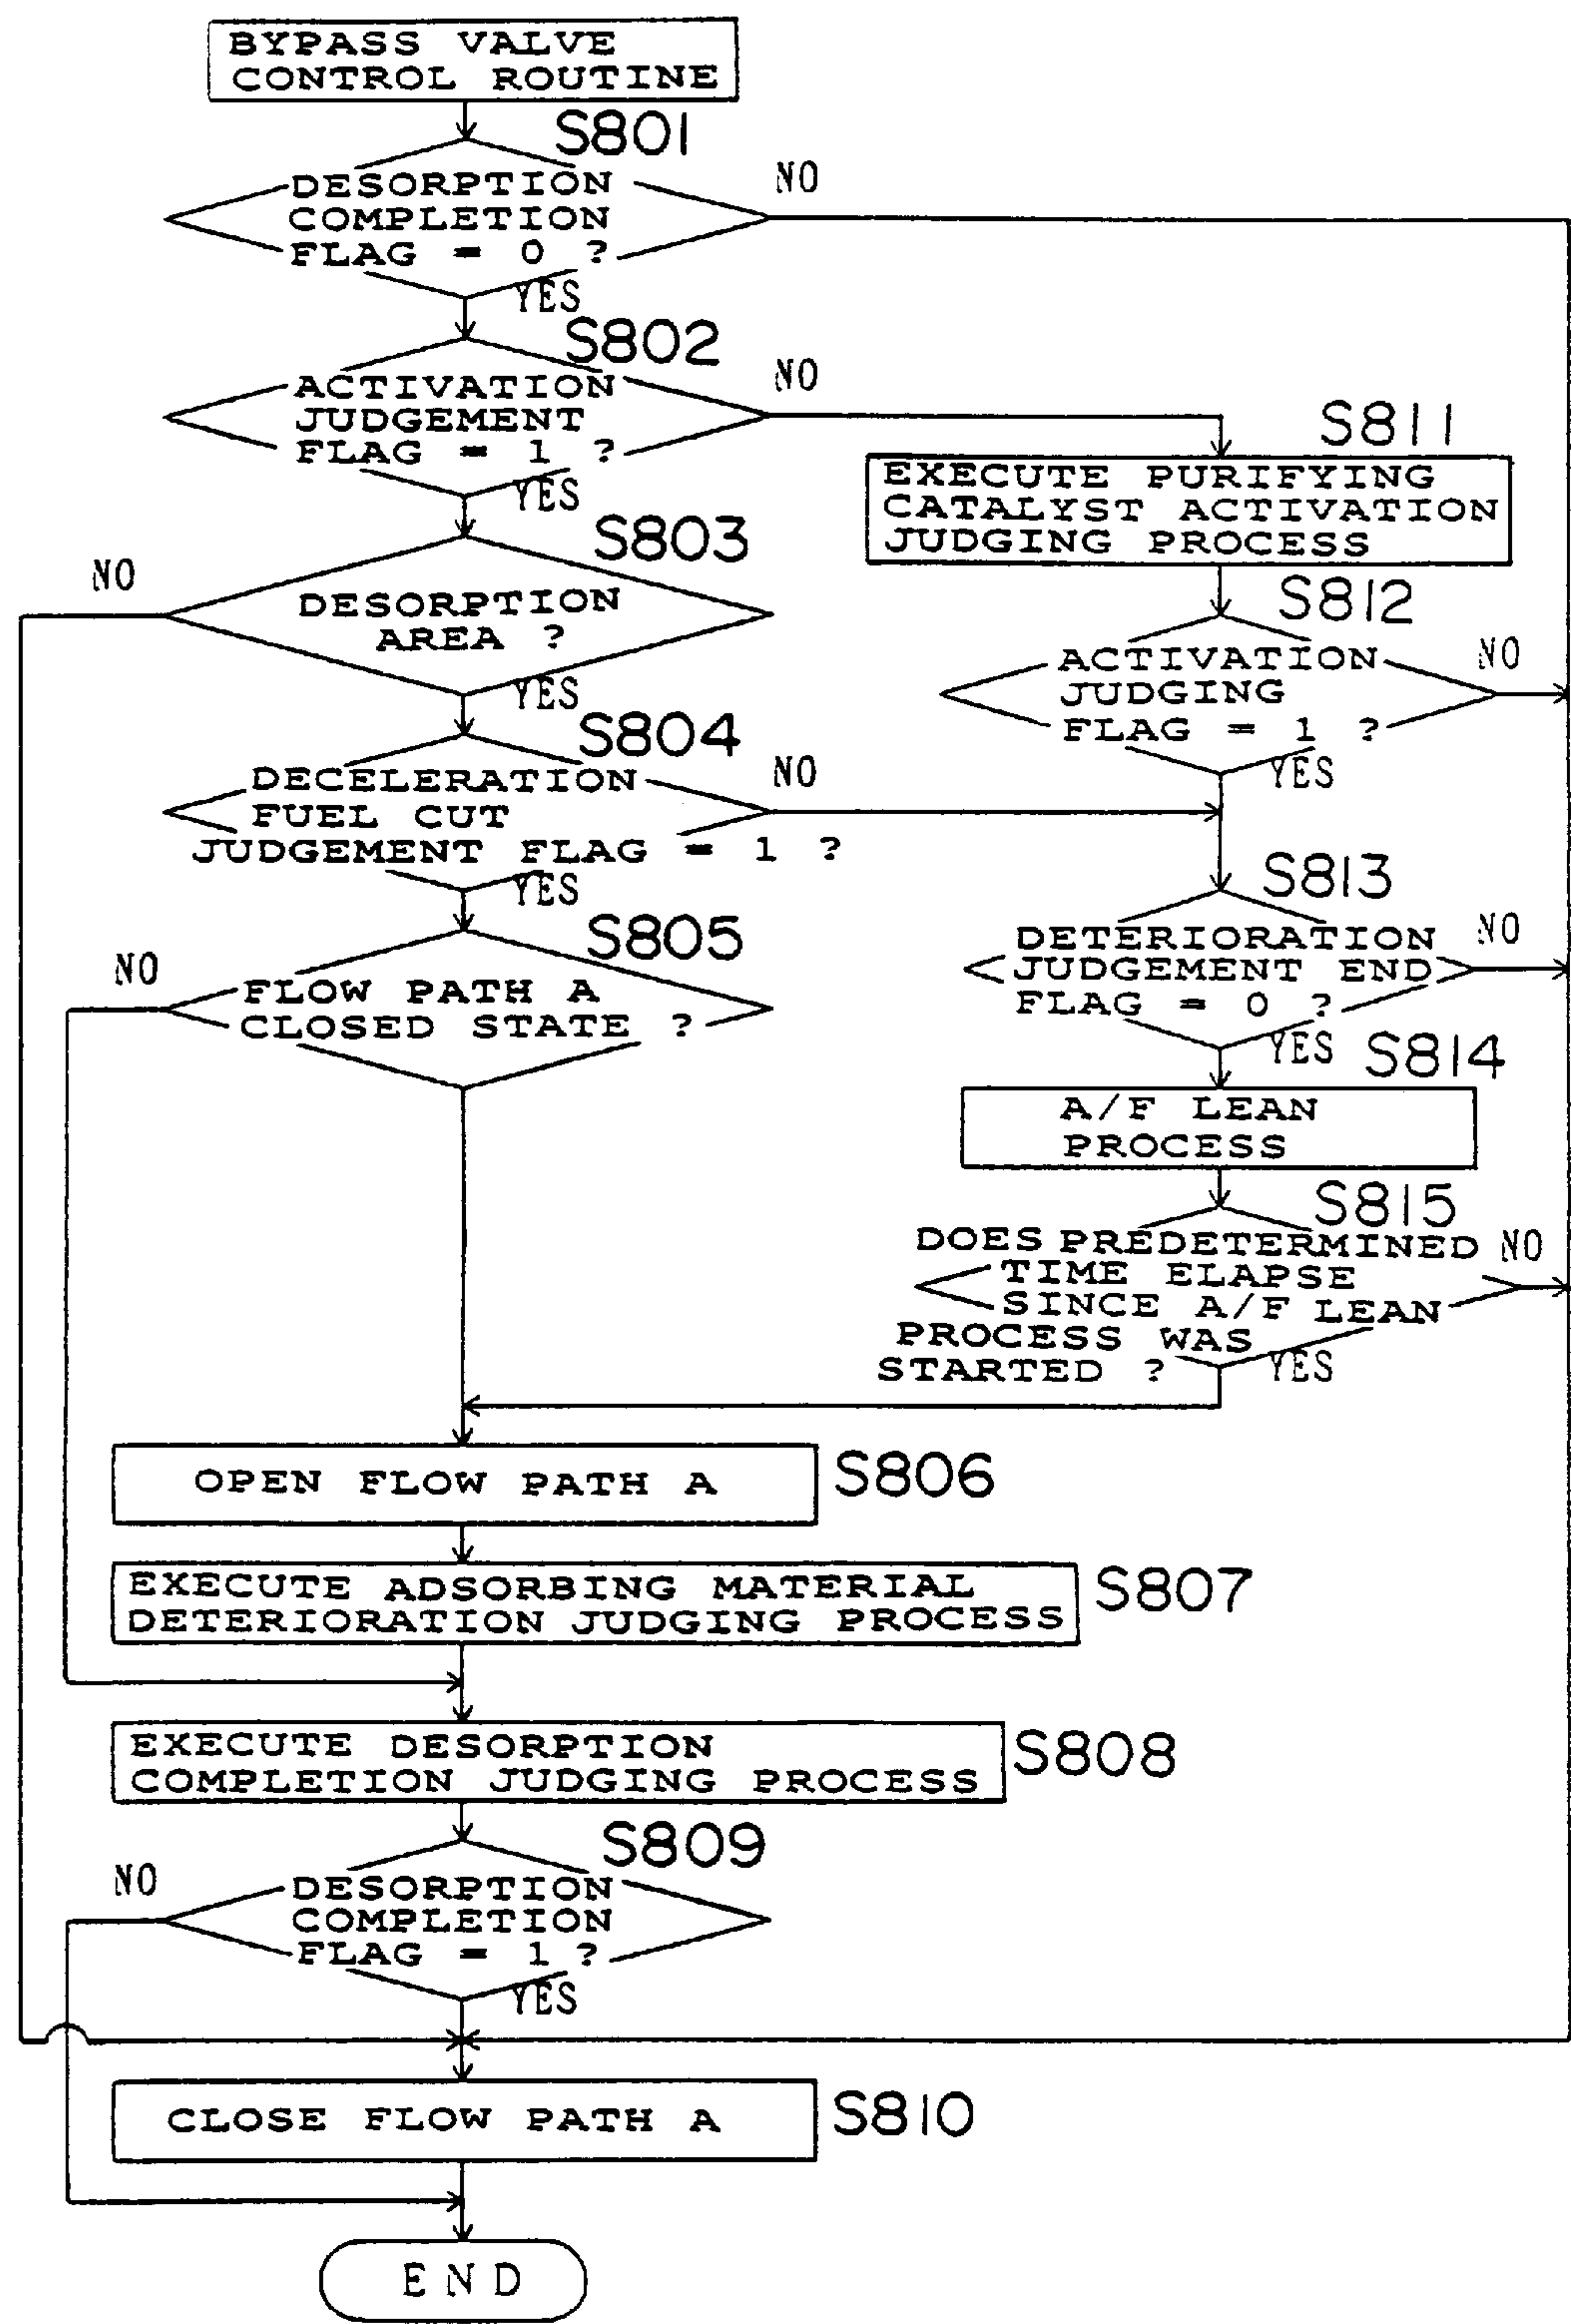 BYPASS VALVE
CONTROL ROUTINE
S801
DESORPTION
COMPLETION
FLAG = 0 ?
NO
YES
S802
ACTIVATION
JUDGEMENT
FLAG = 1 ?
NO
YES
S811
EXECUTE PURIFYING
CATALYST ACTIVATION
JUDGING PROCESS
S803
NO
DESORPTION
AREA ?
YES
S812
ACTIVATION
JUDGING
FLAG = 1 ?
NO
YES
S804
DECELERATION
FUEL CUT
JUDGEMENT FLAG = 1 ?
NO
YES
S813
DETERIORATION
JUDGEMENT END
FLAG = 0 ?
NO
YES
S805
NO
FLOW PATH A
CLOSED STATE ?
S814
A/F LEAN
PROCESS
S815
DOES PREDETERMINED
TIME ELAPSE
SINCE A/F LEAN
PROCESS WAS
STARTED ?
NO
YES
OPEN FLOW PATH A
S806
EXECUTE ADSORBING MATERIAL
DETERIORATION JUDGING PROCESS
S807
EXECUTE DESORPTION
COMPLETION JUDGING PROCESS
S808
S809
NO
DESORPTION
COMPLETION
FLAG = 1 ?
YES
CLOSE FLOW PATH A
S810
END